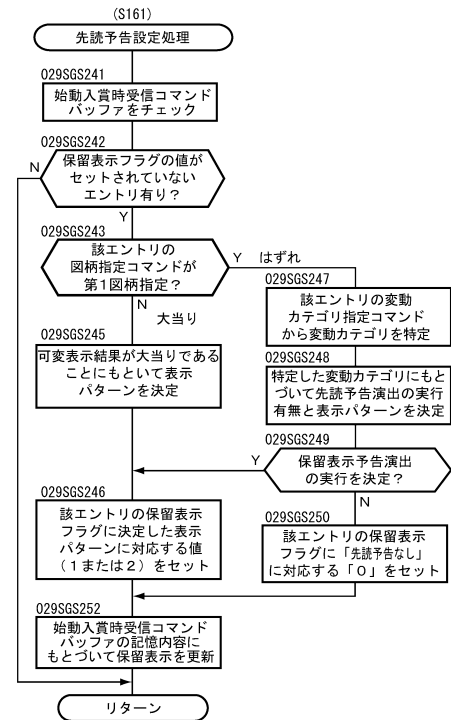 (S161)
先読予告設定処理
029SGS241
始動入賞時受信コマンド
バッファをチェック
029SGS242
保留表示フラグの値が
セットされていない
エントリ有り？
N
Y
029SGS243
該エントリの
図柄指定コマンドが
第1図柄指定？
Y はずれ
N
大当り
029SGS245
可変表示結果が大当りである
ことにもといて表示
パターンを決定
029SGS247
該エントリの変動
カテゴリ指定コマンド
から変動カテゴリを特定
029SGS248
特定した変動カテゴリにもと
づいて先読予告演出の実行
有無と表示パターンを決定
029SGS249
保留表示予告演出
の実行を決定？
Y
N
029SGS246
該エントリの保留表示
フラグに決定した表示
パターンに対応する値
（１または２）をセット
029SGS250
該エントリの保留表示
フラグに「先読予告なし」
に対応する「０」をセット
029SGS252
始動入賞時受信コマンド
バッファの記憶内容に
もとづいて保留表示を更新
リターン